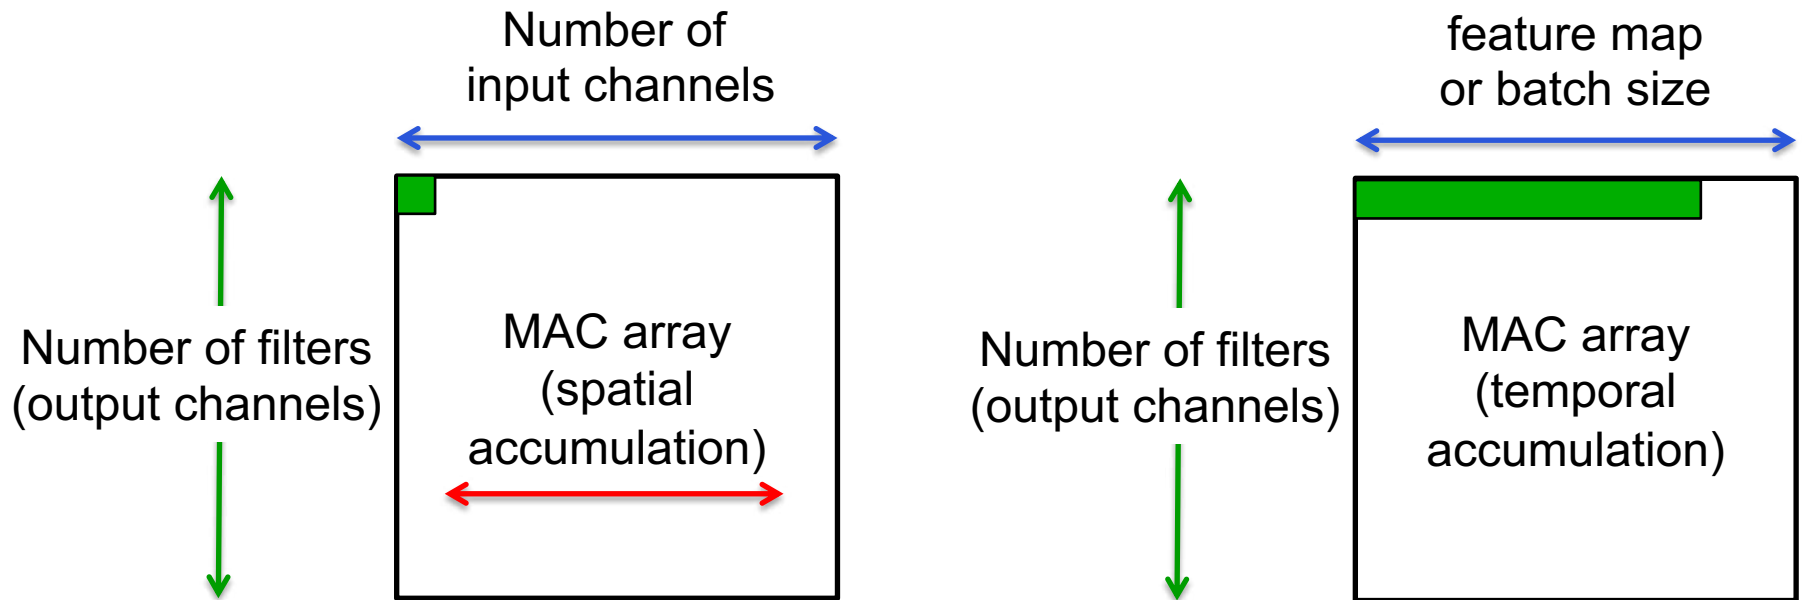 Number of
input channels
Number of filters
(output channels)
MAC array
(spatial
accumulation)
feature map
or batch size
Number of filters
(output channels)
MAC array
(temporal
accumulation)